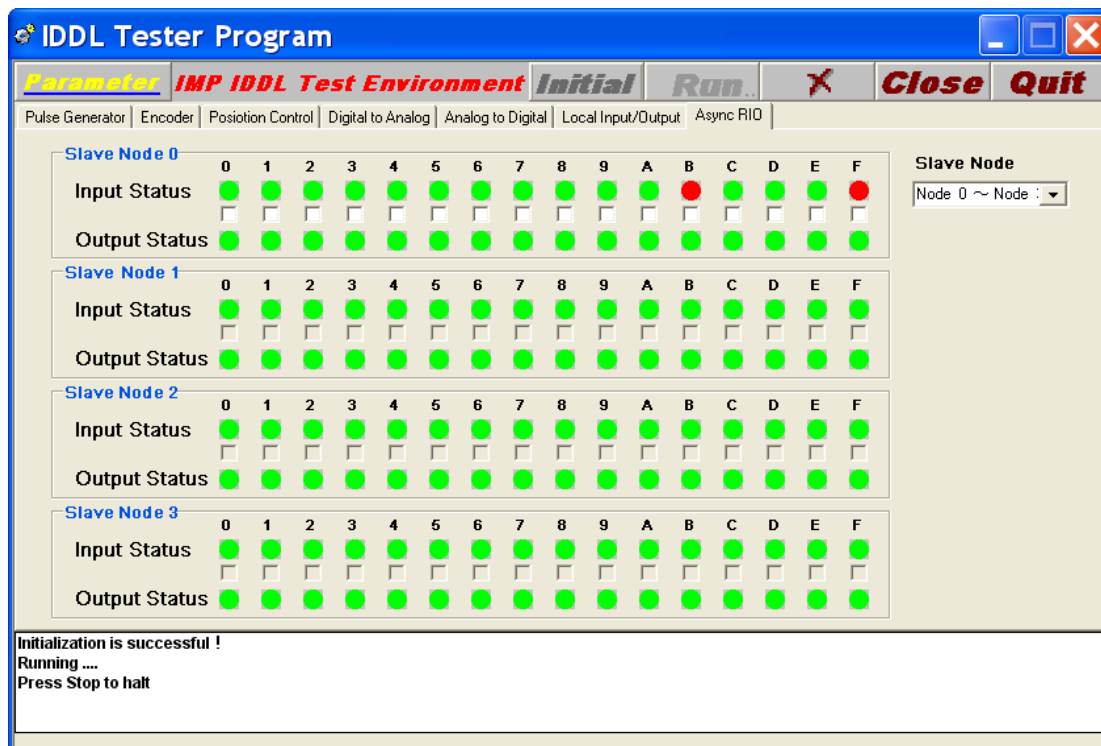 IDDL Tester Program
Parameter IMP IDDL Test Environment Initial Run.. Close Quit
Pulse Generator Encoder Posiotion Control Digital to Analog Analog to Digital Local Input/Output Async RIO
Slave Node 0
0 1 2 3 4 5 6 7 8 9 A B C D E F
Input Status
Output Status
Slave Node 1
0 1 2 3 4 5 6 7 8 9 A B C D E F
Input Status
Output Status
Slave Node 2
0 1 2 3 4 5 6 7 8 9 A B C D E F
Input Status
Output Status
Slave Node 3
0 1 2 3 4 5 6 7 8 9 A B C D E F
Input Status
Output Status
Slave Node
Node 0 ～ Node
Initialization is successful !
Running ....
Press Stop to halt